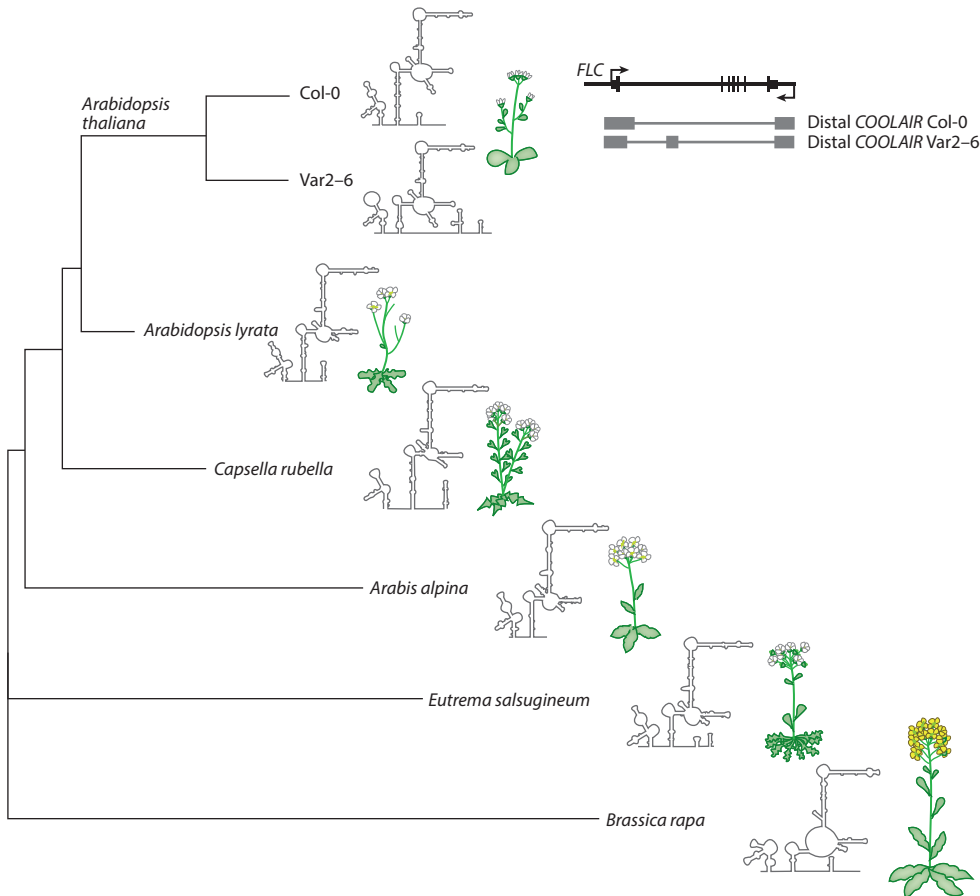 Arabidopsis
thaliana
Col-0
Var2–6
FLC
Distal COOLAIR Col-0
Distal COOLAIR Var2–6
Arabidopsis lyrata
Capsella rubella
Arabis alpina
Eutrema salsugineum
Brassica rapa